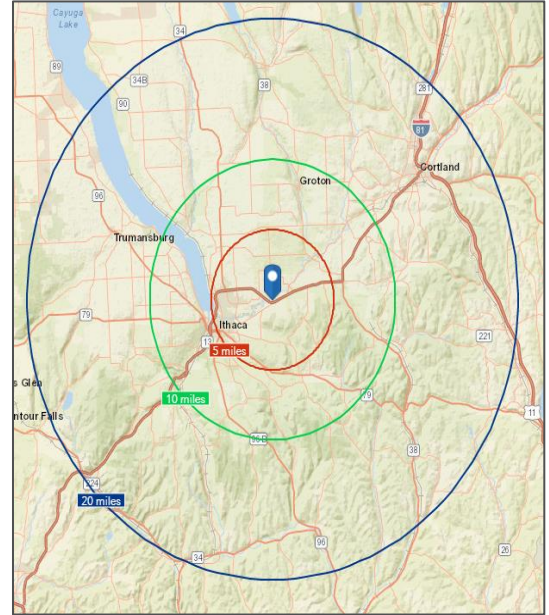 Cayuga
Lake
34
89
34B
38
281
90
81
Cortland
Groton
96
Trumansburg
79
Ithaca
221
13
5 miles
s Glen
10 miles
79
11
ntour Falls
96B
38
224
20 miles
96
26
34